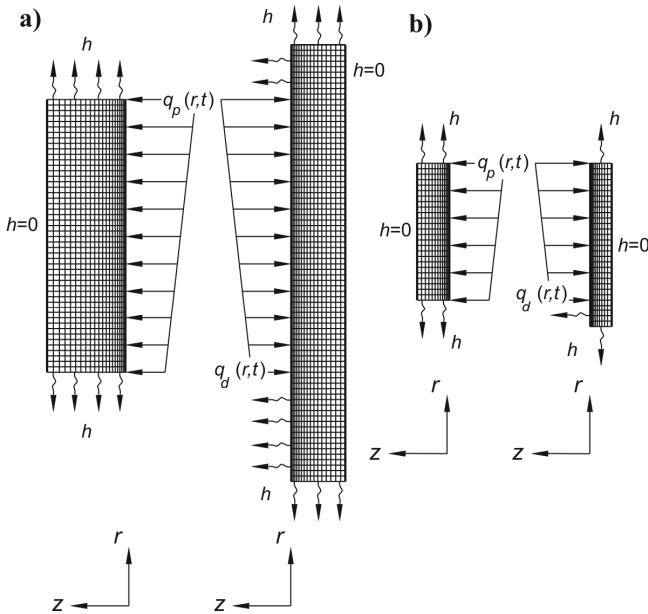 a)
h
h
h=0
b)
q_p (r,t)
h
h
q_p (r,t)
h=0
h=0
h=0
q_d (r,t)
q_d (r,t)
h
h
h
h
r
r
z
z
r
r
z
z